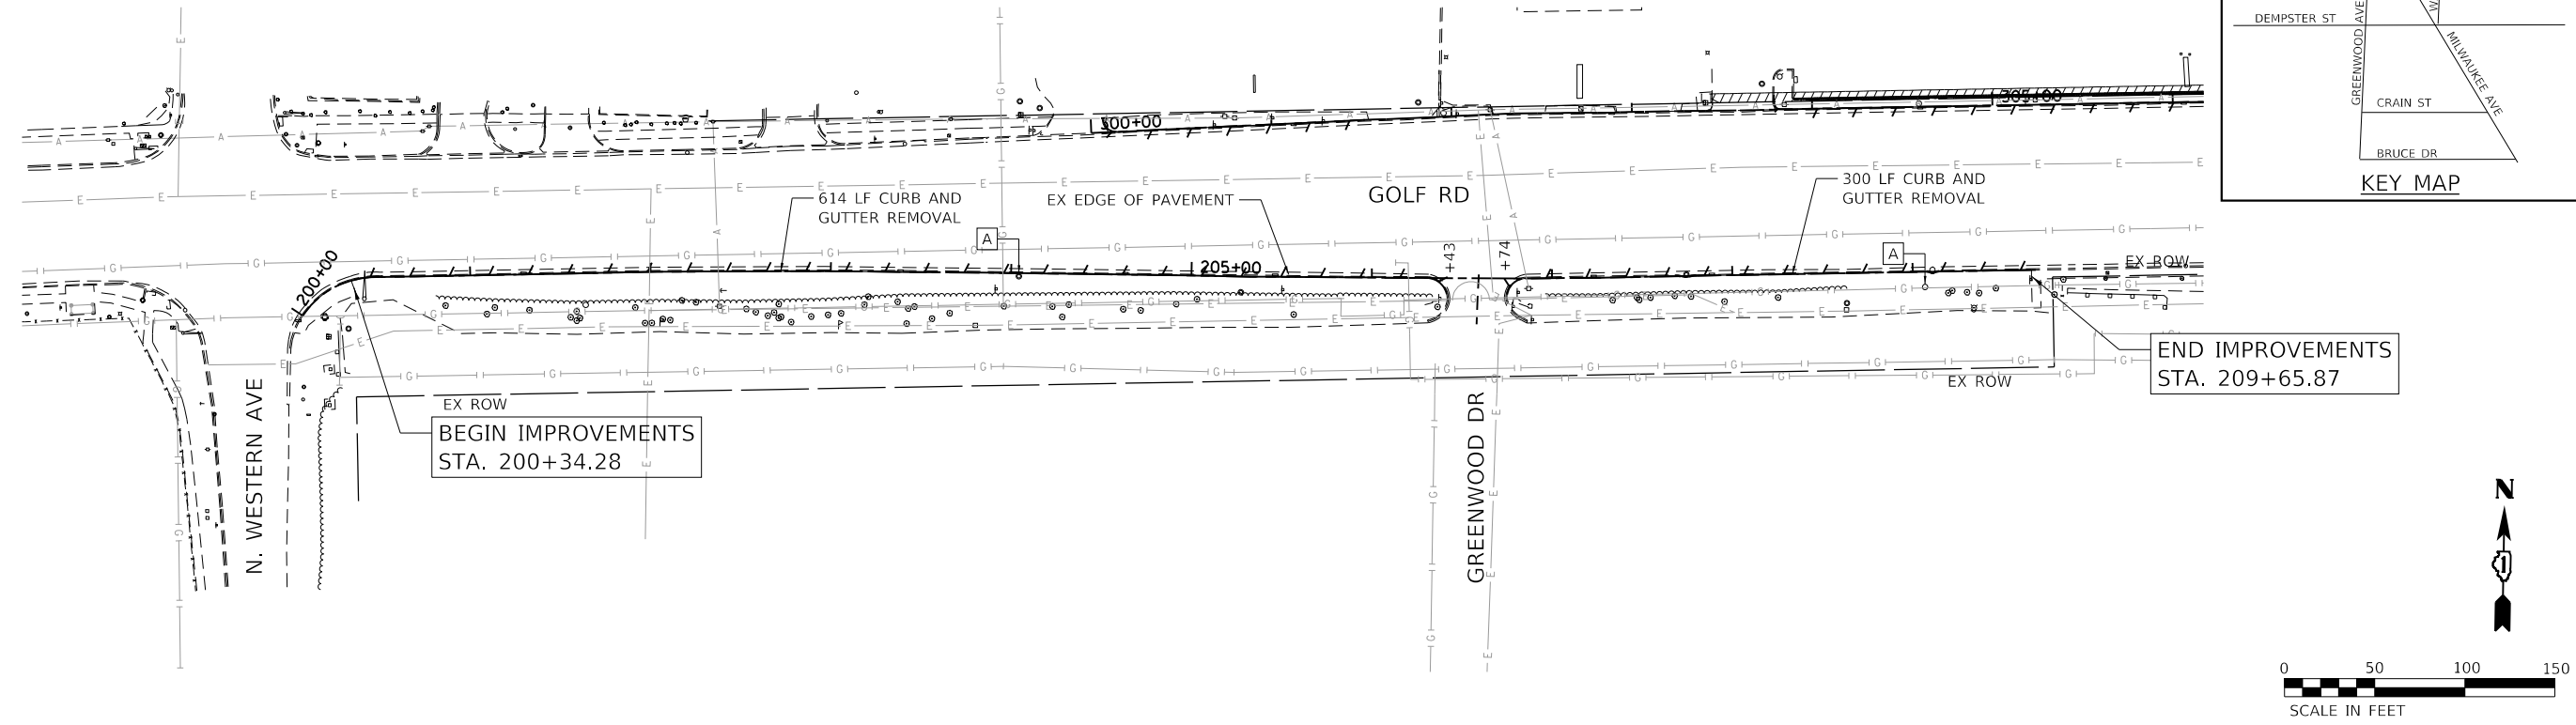 DEMPSTER ST
GREENWOOD AVE
W
MILWAUKEE AVE
CRAIN ST
BRUCE DR
KEY MAP
300+00
305+00
GOLF RD
614 LF CURB AND
GUTTER REMOVAL
EX EDGE OF PAVEMENT
300 LF CURB AND
GUTTER REMOVAL
A
A
+43
+74
200+00
205+00
EX ROW
END IMPROVEMENTS
STA. 209+65.87
EX ROW
EX ROW
BEGIN IMPROVEMENTS
STA. 200+34.28
N. WESTERN AVE
GREENWOOD DR
N
1
0 50 100 150
SCALE IN FEET